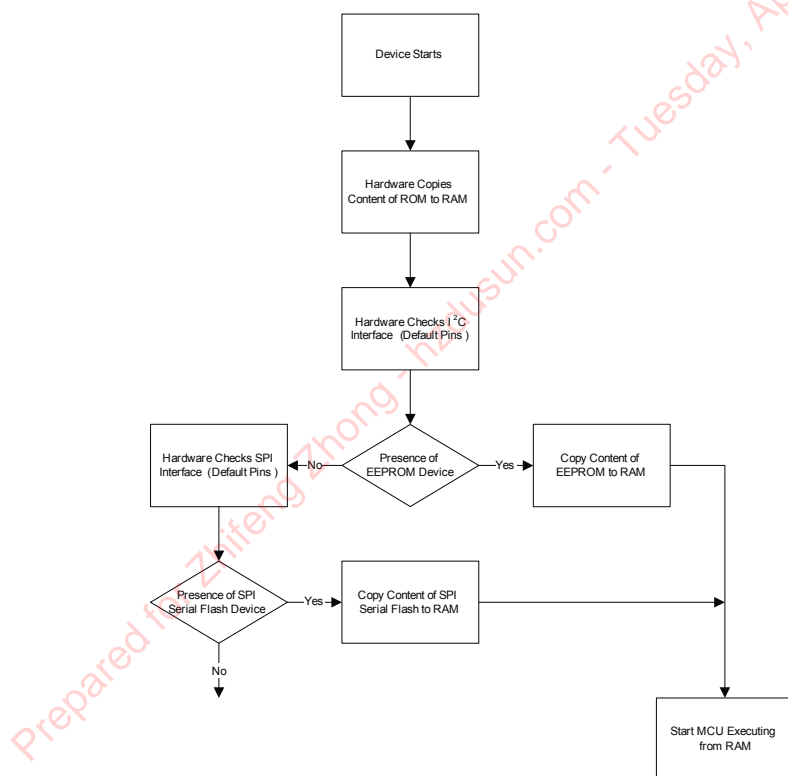 Device Starts
Hardware Copies
Content of ROM to RAM
Hardware Checks I²C
Interface (Default Pins )
Presence of
EEPROM Device
Yes
Copy Content of
EEPROM to RAM
No
Hardware Checks SPI
Interface (Default Pins )
Presence of SPI
Serial Flash Device
Yes
Copy Content of SPI
Serial Flash to RAM
No
Start MCU Executing
from RAM
Prepared for Zhifeng Zhong - hzdusun.com - Tuesday, Ap